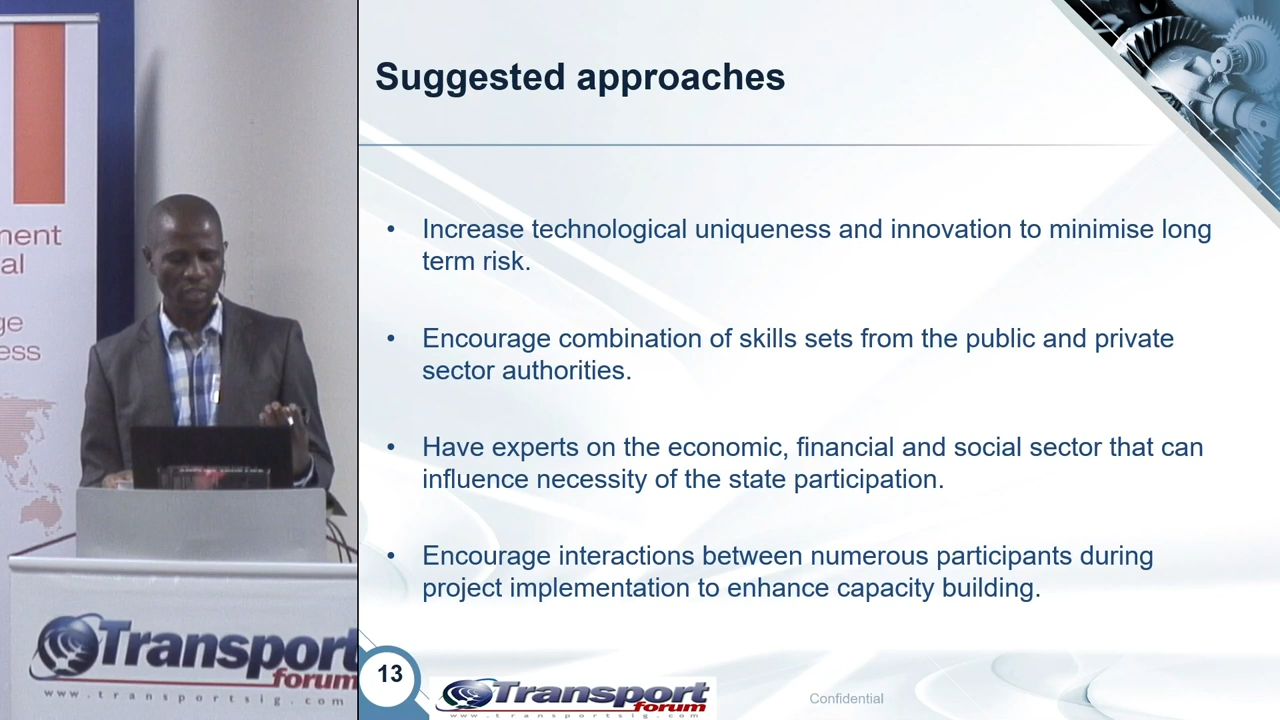 Suggested approaches
• Increase technological uniqueness and innovation to minimise long
term risk.
• Encourage combination of skills sets from the public and private
sector authorities.
• Have experts on the economic, financial and social sector that can
influence necessity of the state participation.
• Encourage interactions between numerous participants during
project implementation to enhance capacity building.
13
Transport
forum
www.transportsig.com
Confidential
Transport
forum
www.transportsig.com